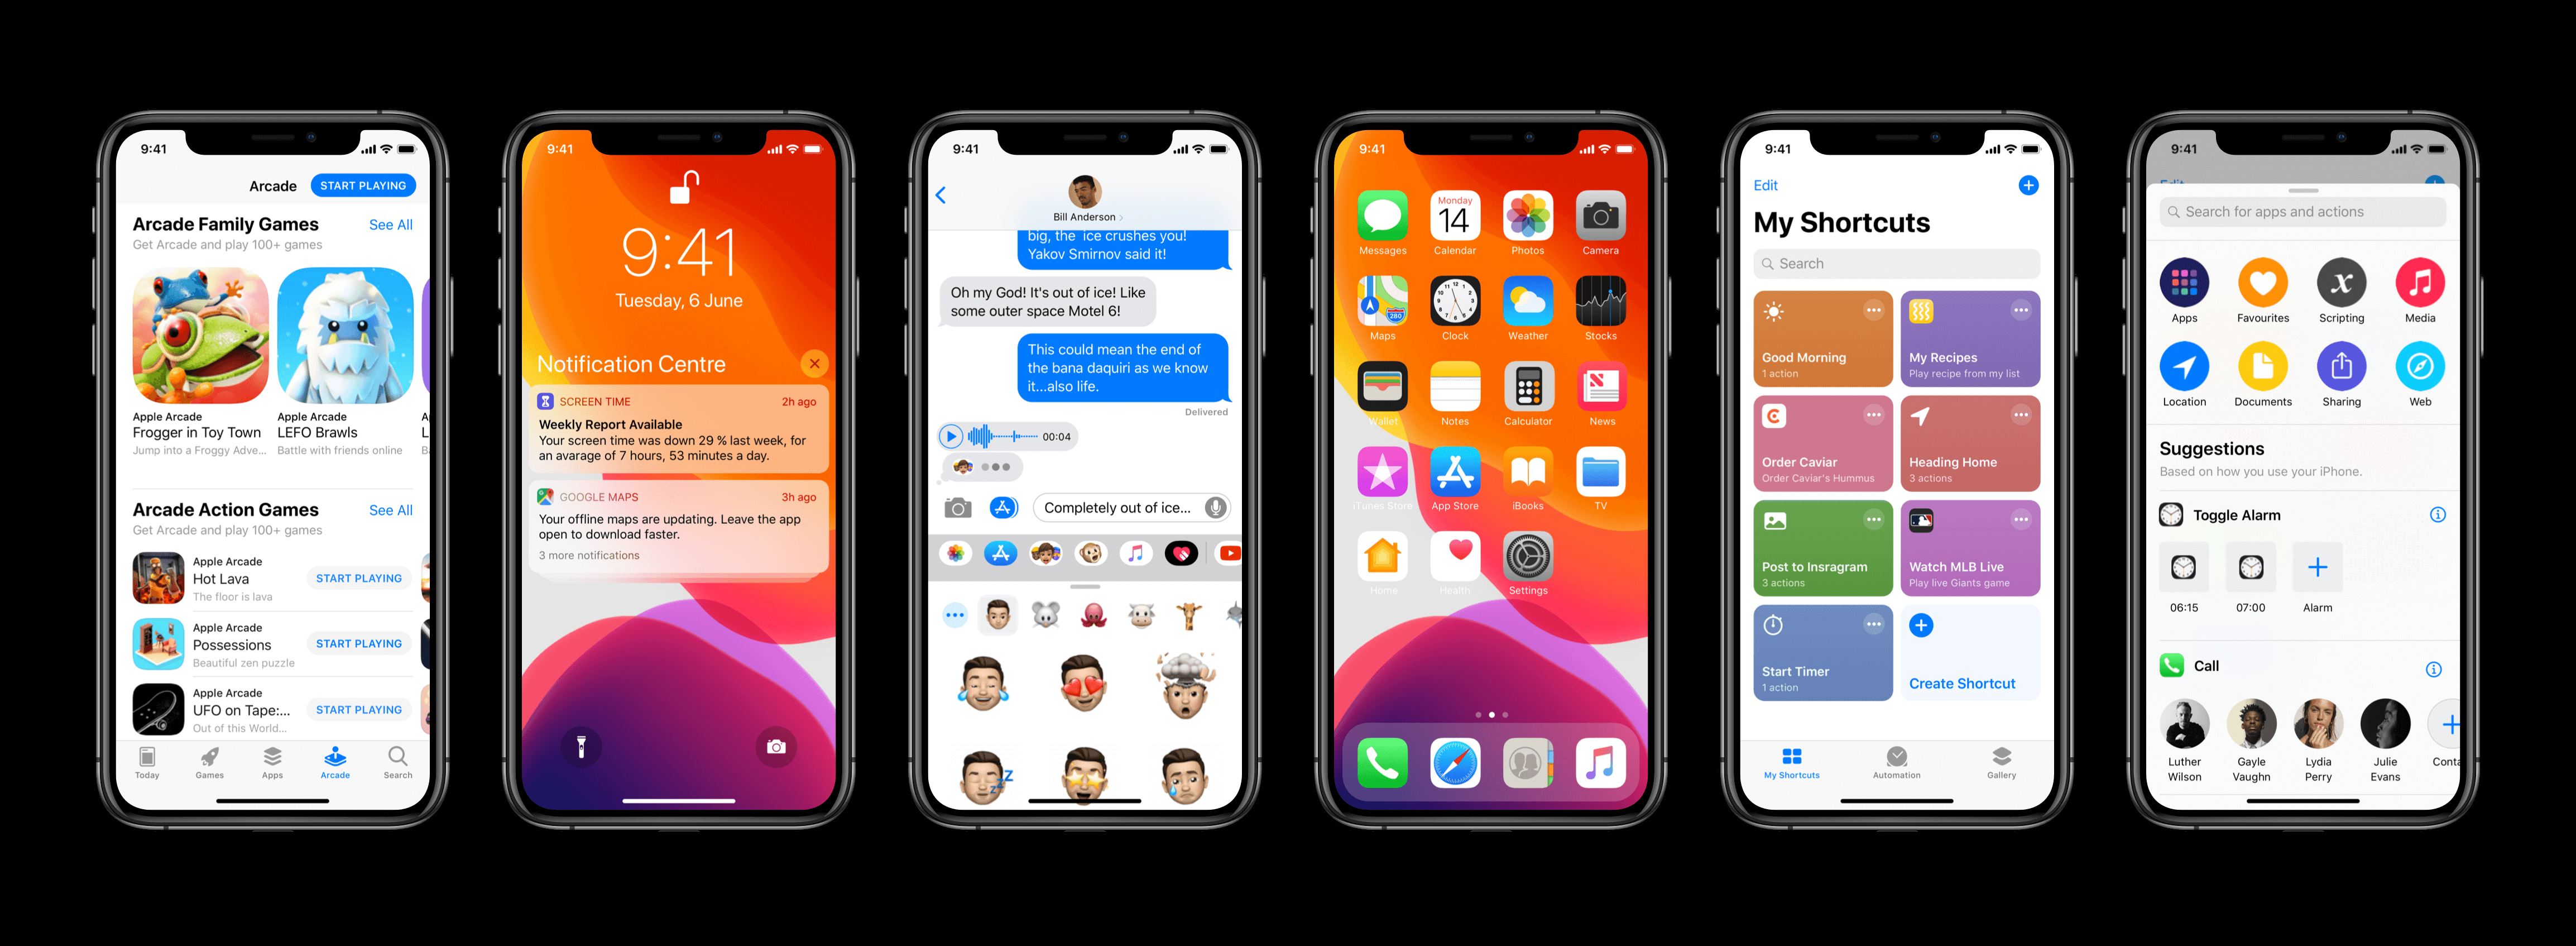 9:41
Arcade
START PLAYING
Arcade Family Games
See All
Get Arcade and play 100+ games
Apple Arcade
Frogger in Toy Town
Jump into a Froggy Adve...
Apple Arcade
LEFO Brawls
Battle with friends online
Arcade Action Games
See All
Get Arcade and play 100+ games
Apple Arcade
Hot Lava
The floor is lava
START PLAYING
Apple Arcade
Possessions
Beautiful zen puzzle
START PLAYING
Apple Arcade
UFO on Tape:...
Out of this World...
START PLAYING
Today
Games
Apps
Arcade
Search
9:41
9:41
Tuesday, 6 June
Notification Centre
SCREEN TIME
2h ago
Weekly Report Available
Your screen time was down 29 % last week, for
an avarage of 7 hours, 53 minutes a day.
GOOGLE MAPS
3h ago
Your offline maps are updating. Leave the app
open to download faster.
3 more notifications
9:41
Bill Anderson
big, the ice crushes you!
Yakov Smirnov said it!
Oh my God! It's out of ice! Like
some outer space Motel 6!
This could mean the end of
the bana daquiri as we know
it...also life.
Delivered
00:04
Completely out of ice...
9:41
Messages
Monday
14
Calendar
Photos
Camera
280
Maps
Clock
Weather
Stocks
Wallet
Notes
Calculator
News
iTunes Store
App Store
iBooks
TV
Home
Health
Settings
9:41
Edit
My Shortcuts
Search
Good Morning
1 action
My Recipes
Play recipe from my list
Order Caviar
Order Caviar's Hummus
Heading Home
3 actions
Post to Insragram
3 actions
Watch MLB Live
Play live Giants game
Start Timer
1 action
Create Shortcut
My Shortcuts
Automation
Gallery
9:41
Search for apps and actions
Apps
Favourites
Scripting
Media
Location
Documents
Sharing
Web
Suggestions
Based on how you use your iPhone.
Toggle Alarm
06:15
07:00
Alarm
Call
Luther
Wilson
Gayle
Vaughn
Lydia
Perry
Julie
Evans
Conta